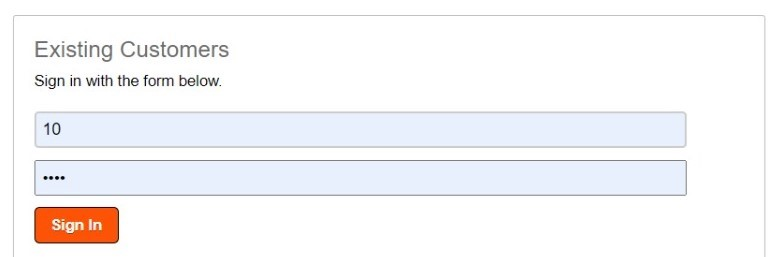 Existing Customers
Sign in with the form below.
10
••••
Sign In